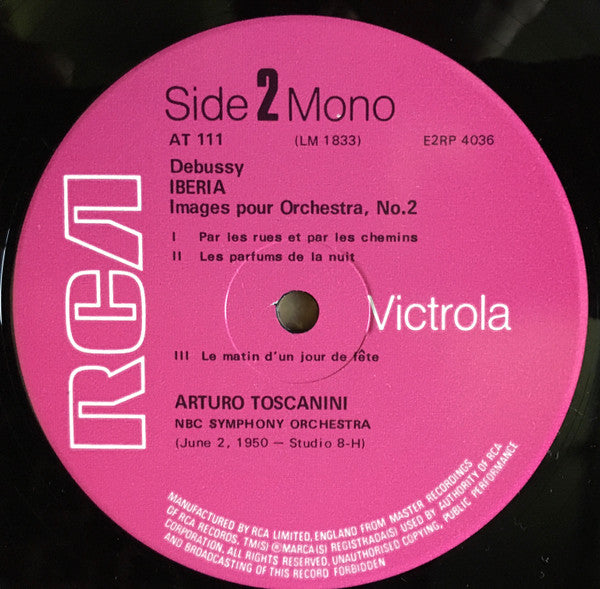 Side 2 Mono
AT 111 (LM 1833) E2RP 4036
Debussy
IBERIA
Images pour Orchestra, No.2
I Par les rues et par les chemins
II Les parfums de la nuit
RCA
Victrola
III Le matin d'un jour de fête
ARTURO TOSCANINI
NBC SYMPHONY ORCHESTRA
(June 2, 1950 — Studio 8-H)
MANUFACTURED BY RCA LIMITED, ENGLAND FROM MASTER RECORDINGS
OF RCA RECORDS. TM(S) ® MARCA(S) REGISTRADA(S) USED BY AUTHORITY OF RCA
CORPORATION. ALL RIGHTS RESERVED. UNAUTHORISED COPYING, PUBLIC PERFORMANCE
AND BROADCASTING OF THIS RECORD FORBIDDEN